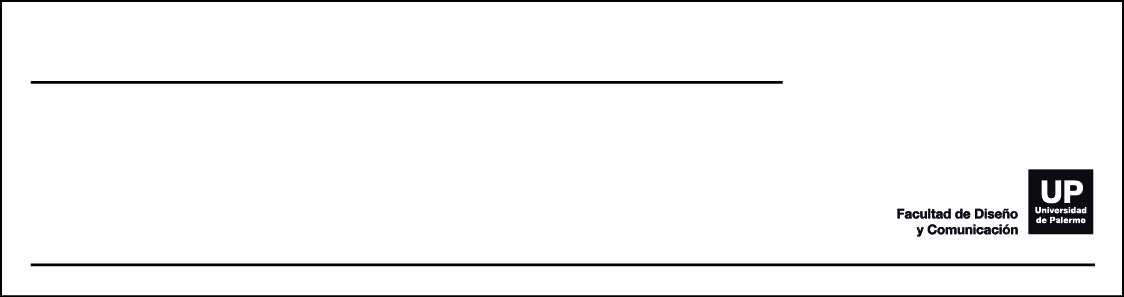 Facultad de Diseño
y Comunicación
UP
Universidad
de Palermo